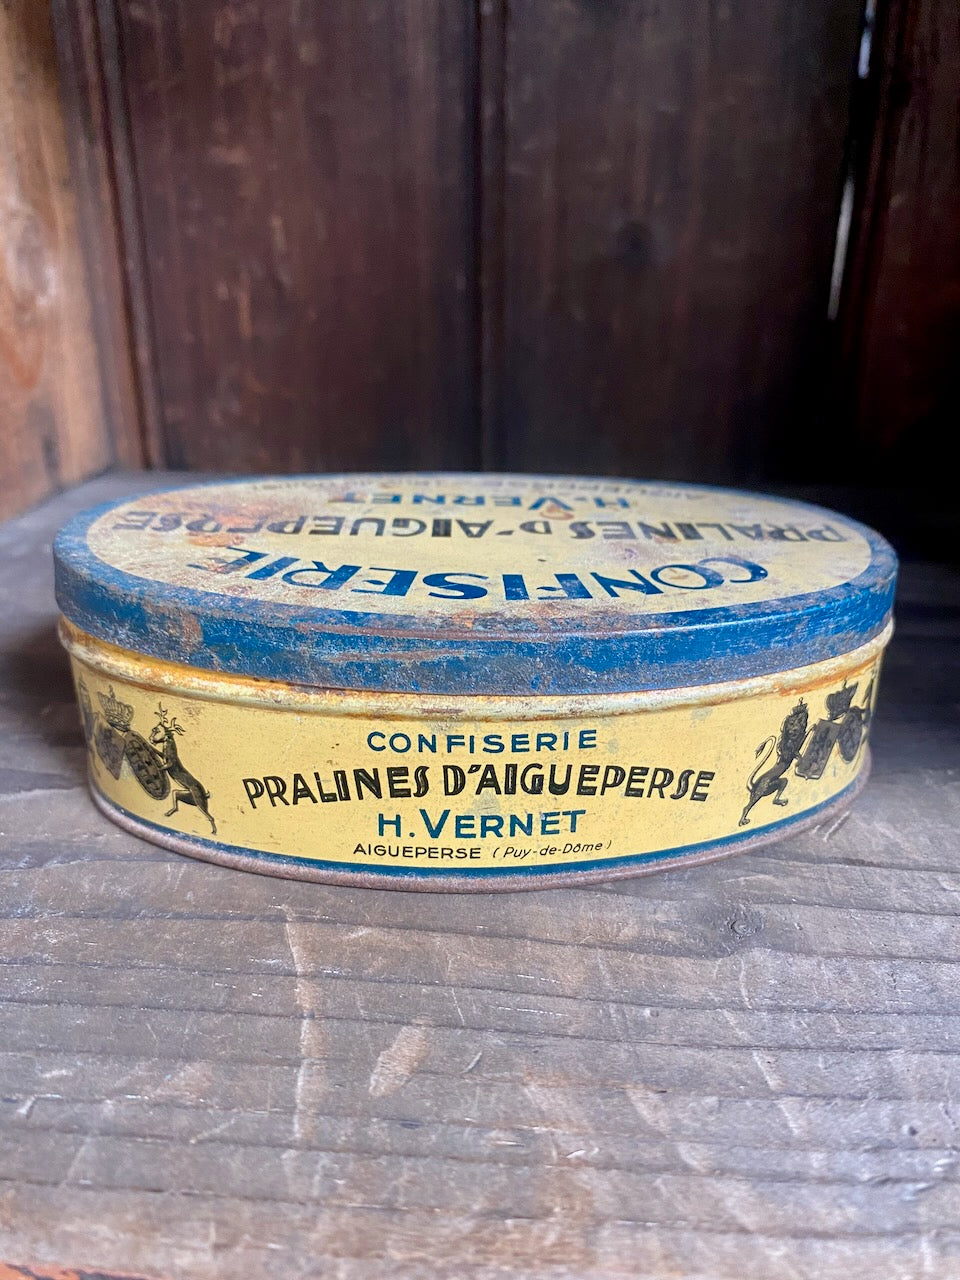 CONFISERIE
PRALINES D'AIGUEPERSE
H. VERNET
CONFISERIE
PRALINES D'AIGUEPERSE
H. VERNET
AIGUEPERSE (Puy-de-Dôme)